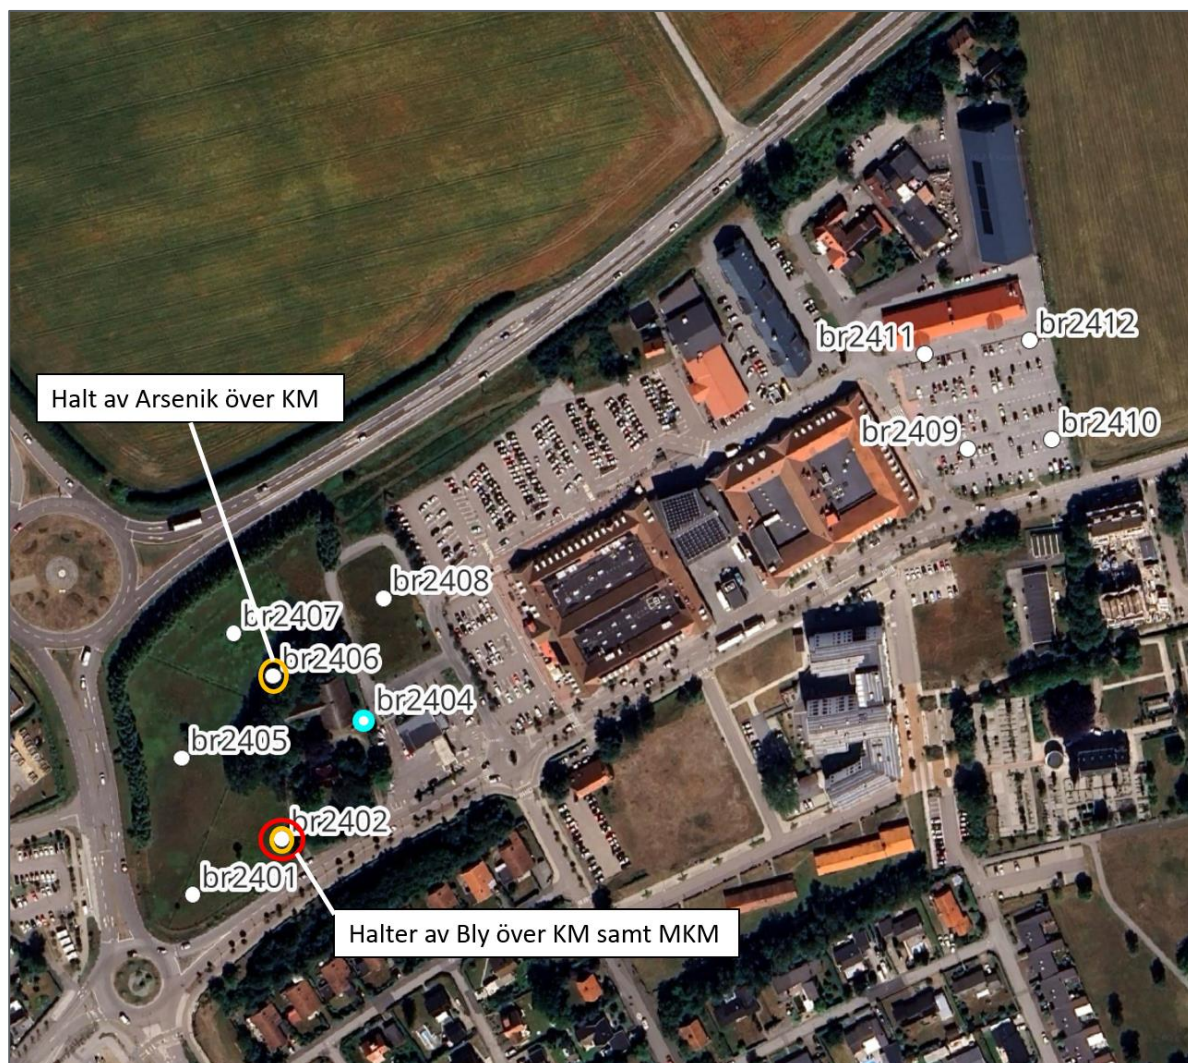 br2412
br2411
Halt av Arsenik över KM
br2409
br2410
br2408
br2407
br2406
br2404
br2405
br2402
br2401
Halter av Bly över KM samt MKM